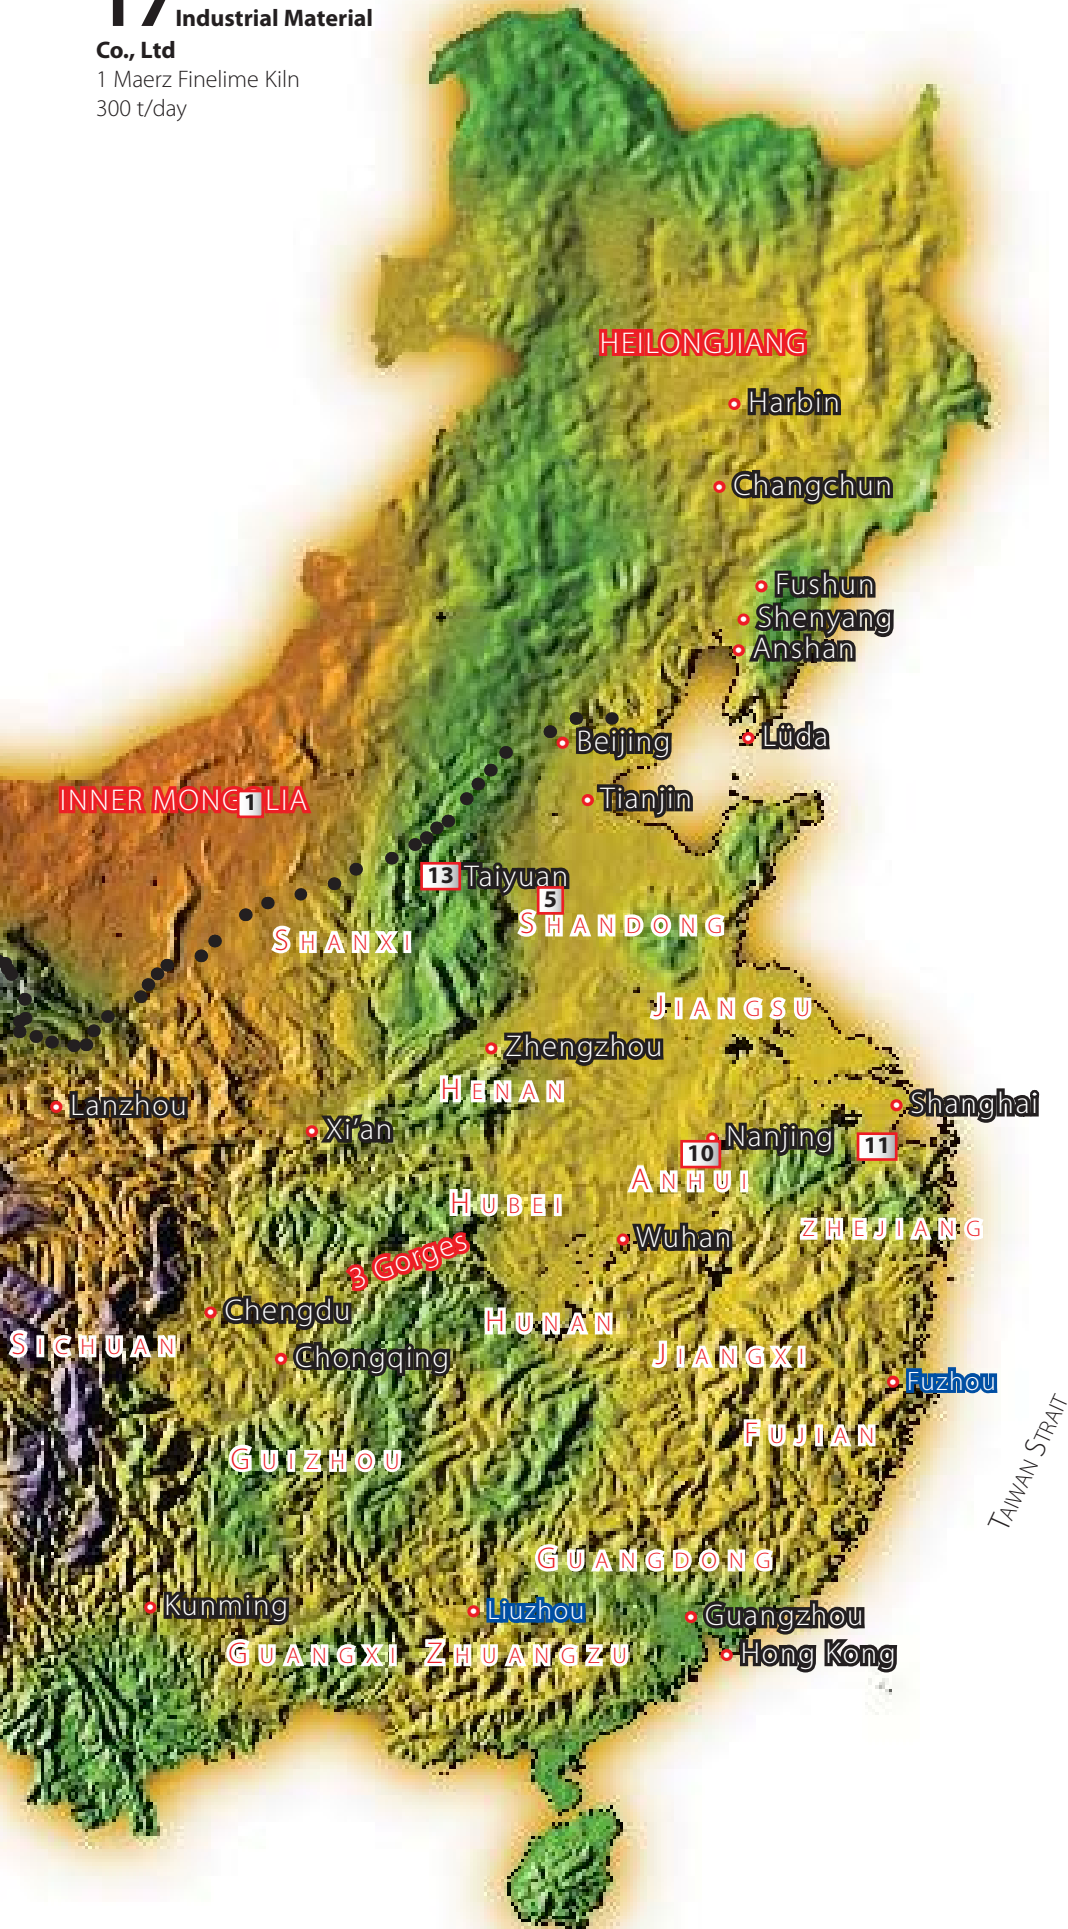 17 Industrial Material
Co., Ltd
1 Maerz Finelime Kiln
300 t/day
HEILONGJIANG
Harbin
Changchun
Fushun
Shenyang
Anshan
Beijing
Lüda
INNER MONG 1 LIA
Tianjin
13 Taiyuan
5
SHANDONG
SHANXI
JIANGSU
Zhengzhou
HENAN
Lanzhou
Shanghai
Xi'an
Nanjing
10
11
ANHUI
HUBEI
ZHEJIANG
Wuhan
3 Gorges
Chengdu
HUNAN
SICHUAN
Chongqing
JIANGXI
Fuzhou
FUJIAN
TAIWAN STRAIT
GUIZHOU
GUANGDONG
Kunming
Liuzhou
Guangzhou
GUANGXI ZHUANGZU
Hong Kong